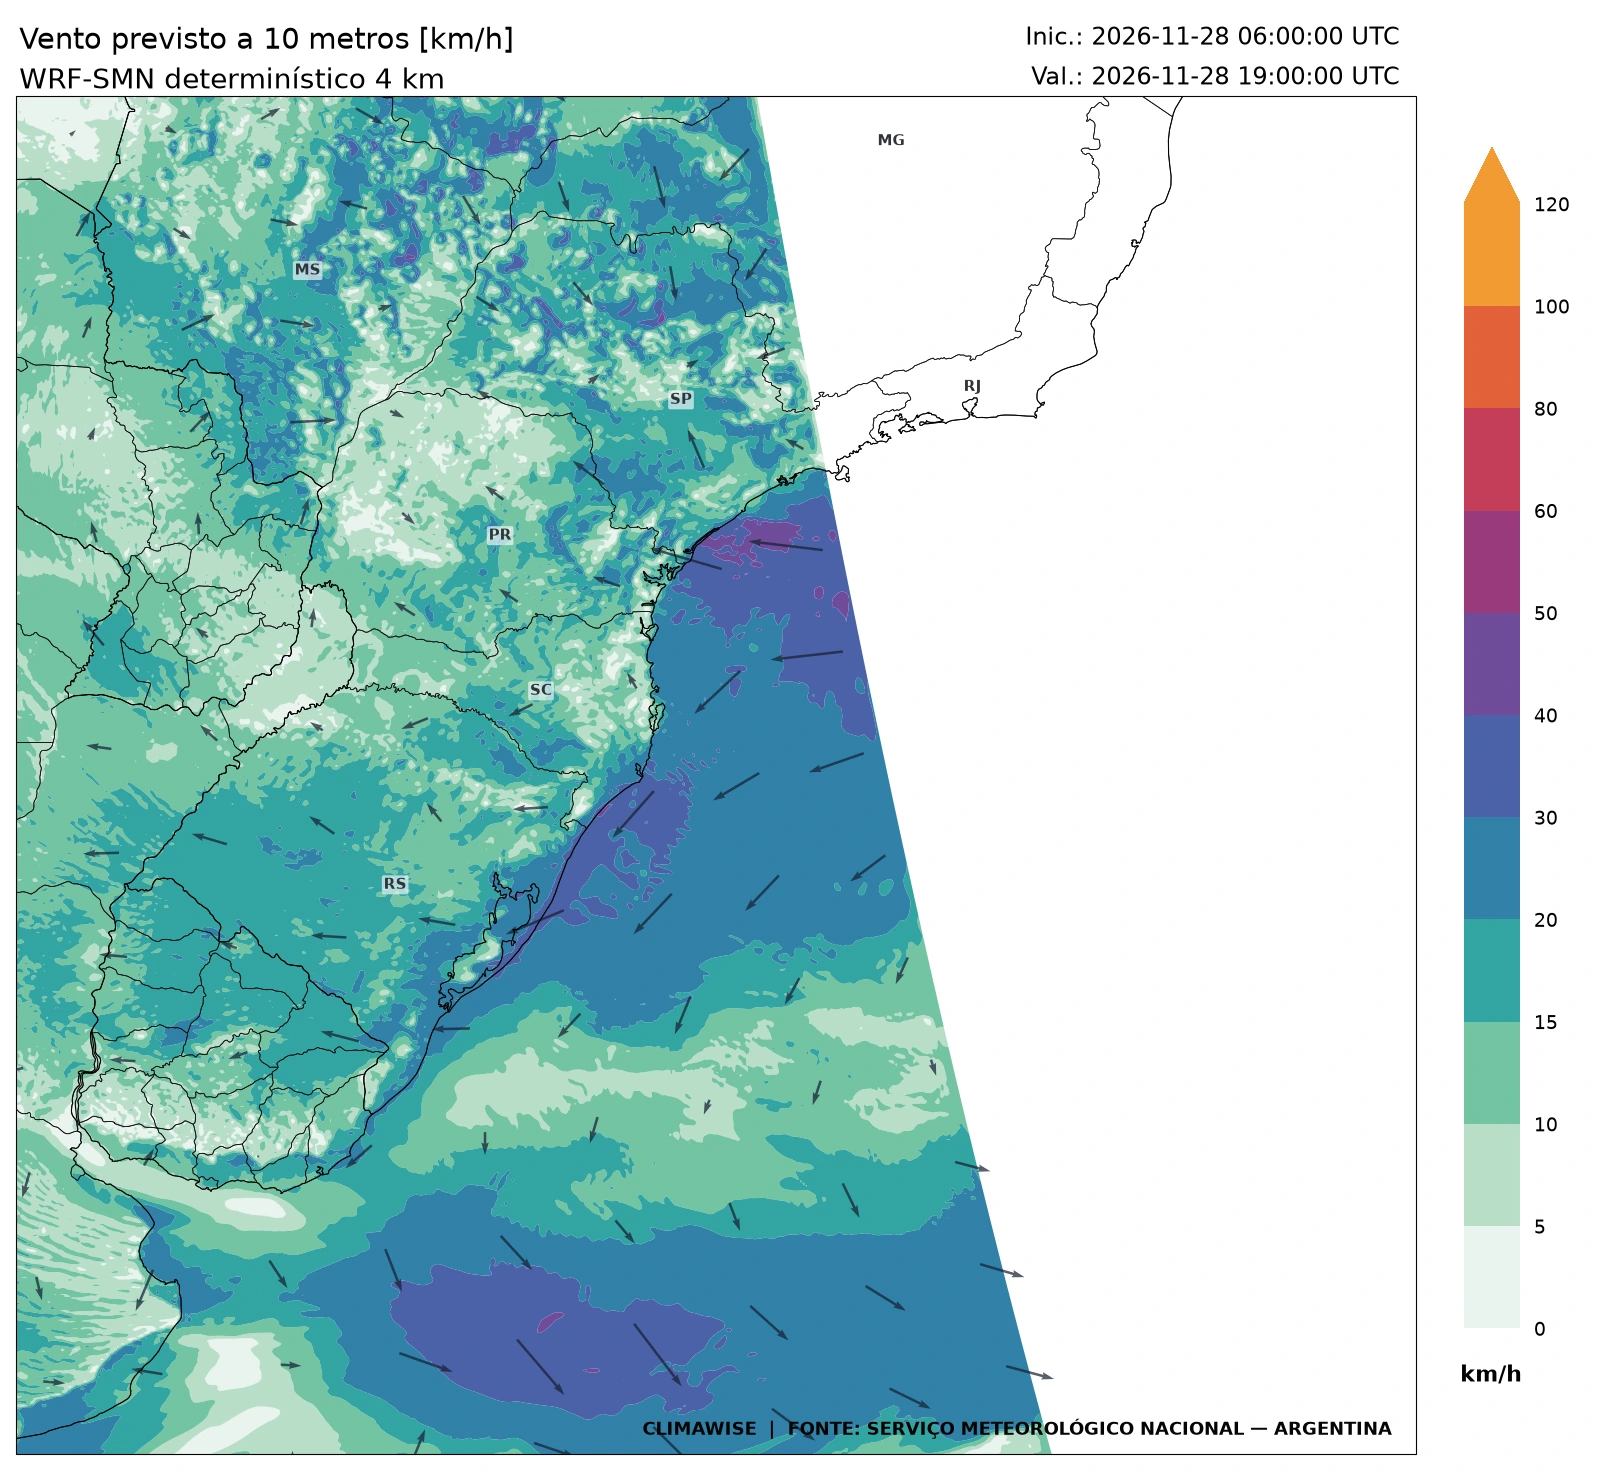 Vento previsto a 10 metros [km/h]
WRF-SMN determinístico 4 km
Inic.: 2026-11-28 06:00:00 UTC
Val.: 2026-11-28 19:00:00 UTC
MG
MS
RJ
SP
PR
SC
RS
120
100
80
60
50
40
30
20
15
10
5
0
km/h
CLIMAWISE | FONTE: SERVIÇO METEOROLÓGICO NACIONAL — ARGENTINA